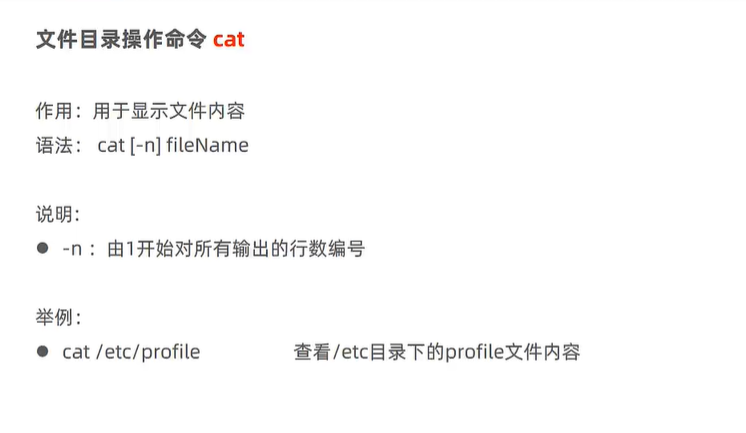 文件目录操作命令 cat
作用：用于显示文件内容
语法： cat [-n] fileName
说明：
● -n ：由1开始对所有输出的行数编号
举例：
● cat /etc/profile 查看/etc目录下的profile文件内容